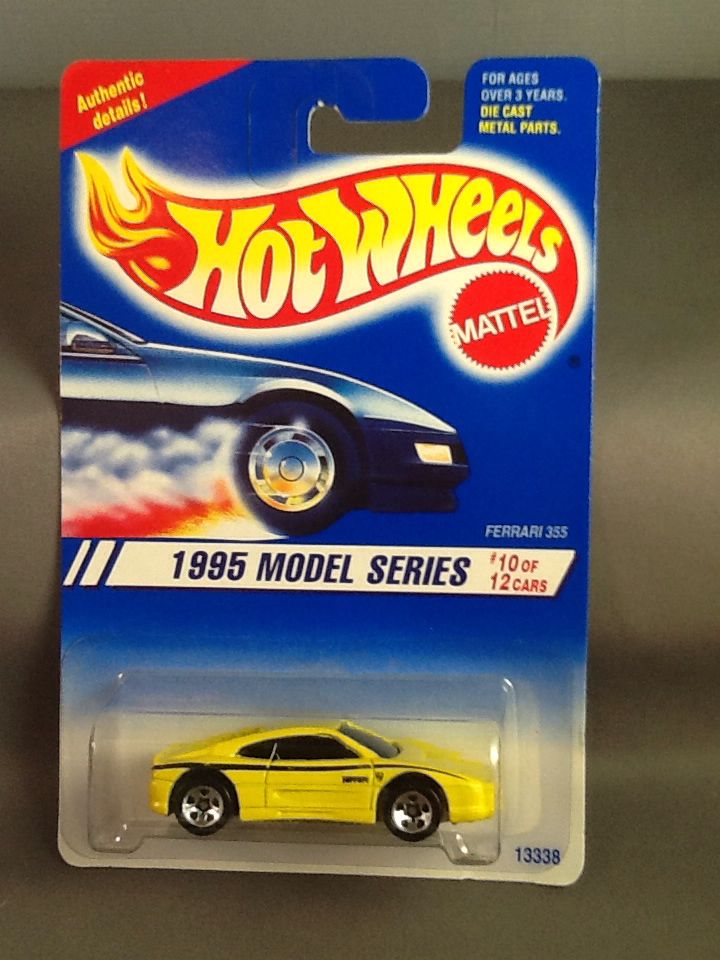 Authentic
details!
FOR AGES
OVER 3 YEARS.
DIE CAST
METAL PARTS.
HOT WHEELS
MATTEL
®
FERRARI 355
1995 MODEL SERIES
#10 OF
12 CARS
Ferrari
13338